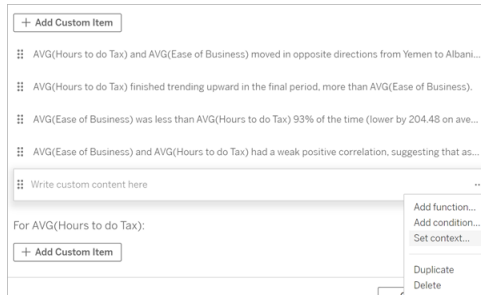 + Add Custom Item
AVG(Hours to do Tax) and AVG(Ease of Business) moved in opposite directions from Yemen to Albani...
AVG(Hours to do Tax) finished trending upward in the final period, more than AVG(Ease of Business).
AVG(Ease of Business) was less than AVG(Hours to do Tax) 93% of the time (lower by 204.48 on ave...
AVG(Ease of Business) and AVG(Hours to do Tax) had a weak positive correlation, suggesting that as...
Write custom content here
Add function...
Add condition...
Set context...
Duplicate
Delete
For AVG(Hours to do Tax):
+ Add Custom Item